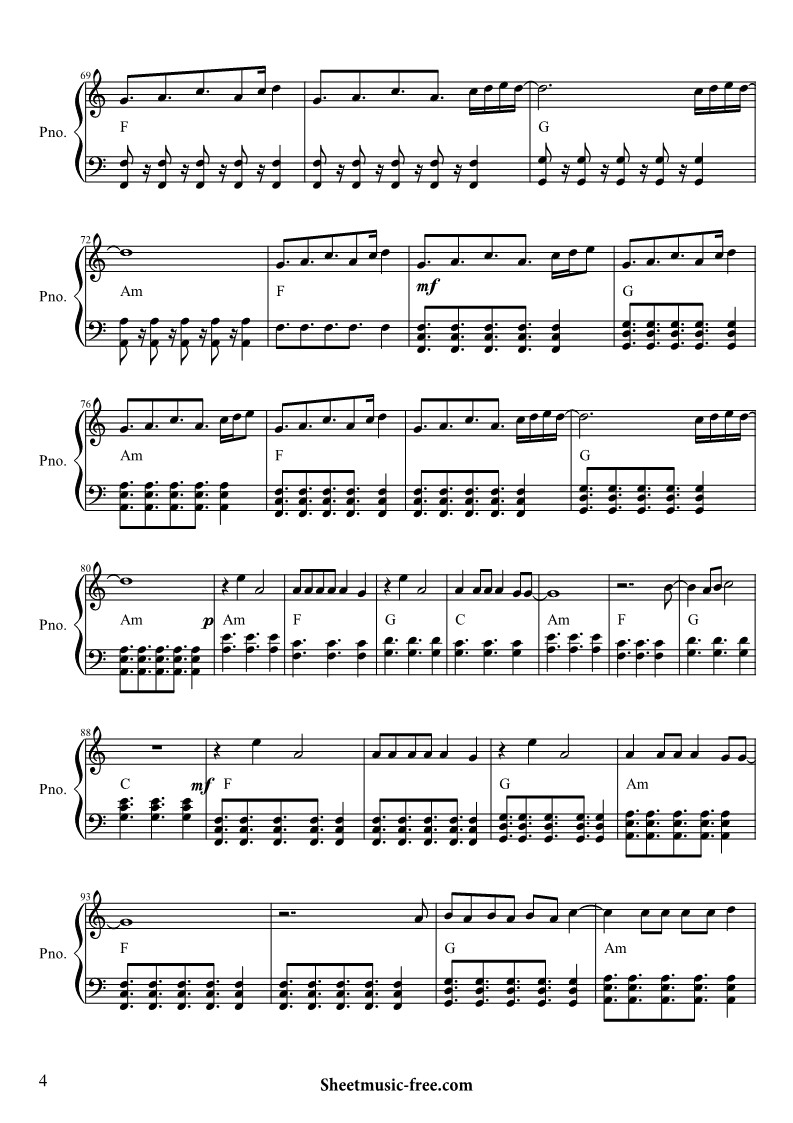 69
Pno.
F G
72
Pno.
Am F mf G
76
Pno.
Am F G
80
Pno.
Am p Am F G C Am F G
88
Pno.
C mf F G Am
93
Pno.
F G Am
4
Sheetmusic-free.com